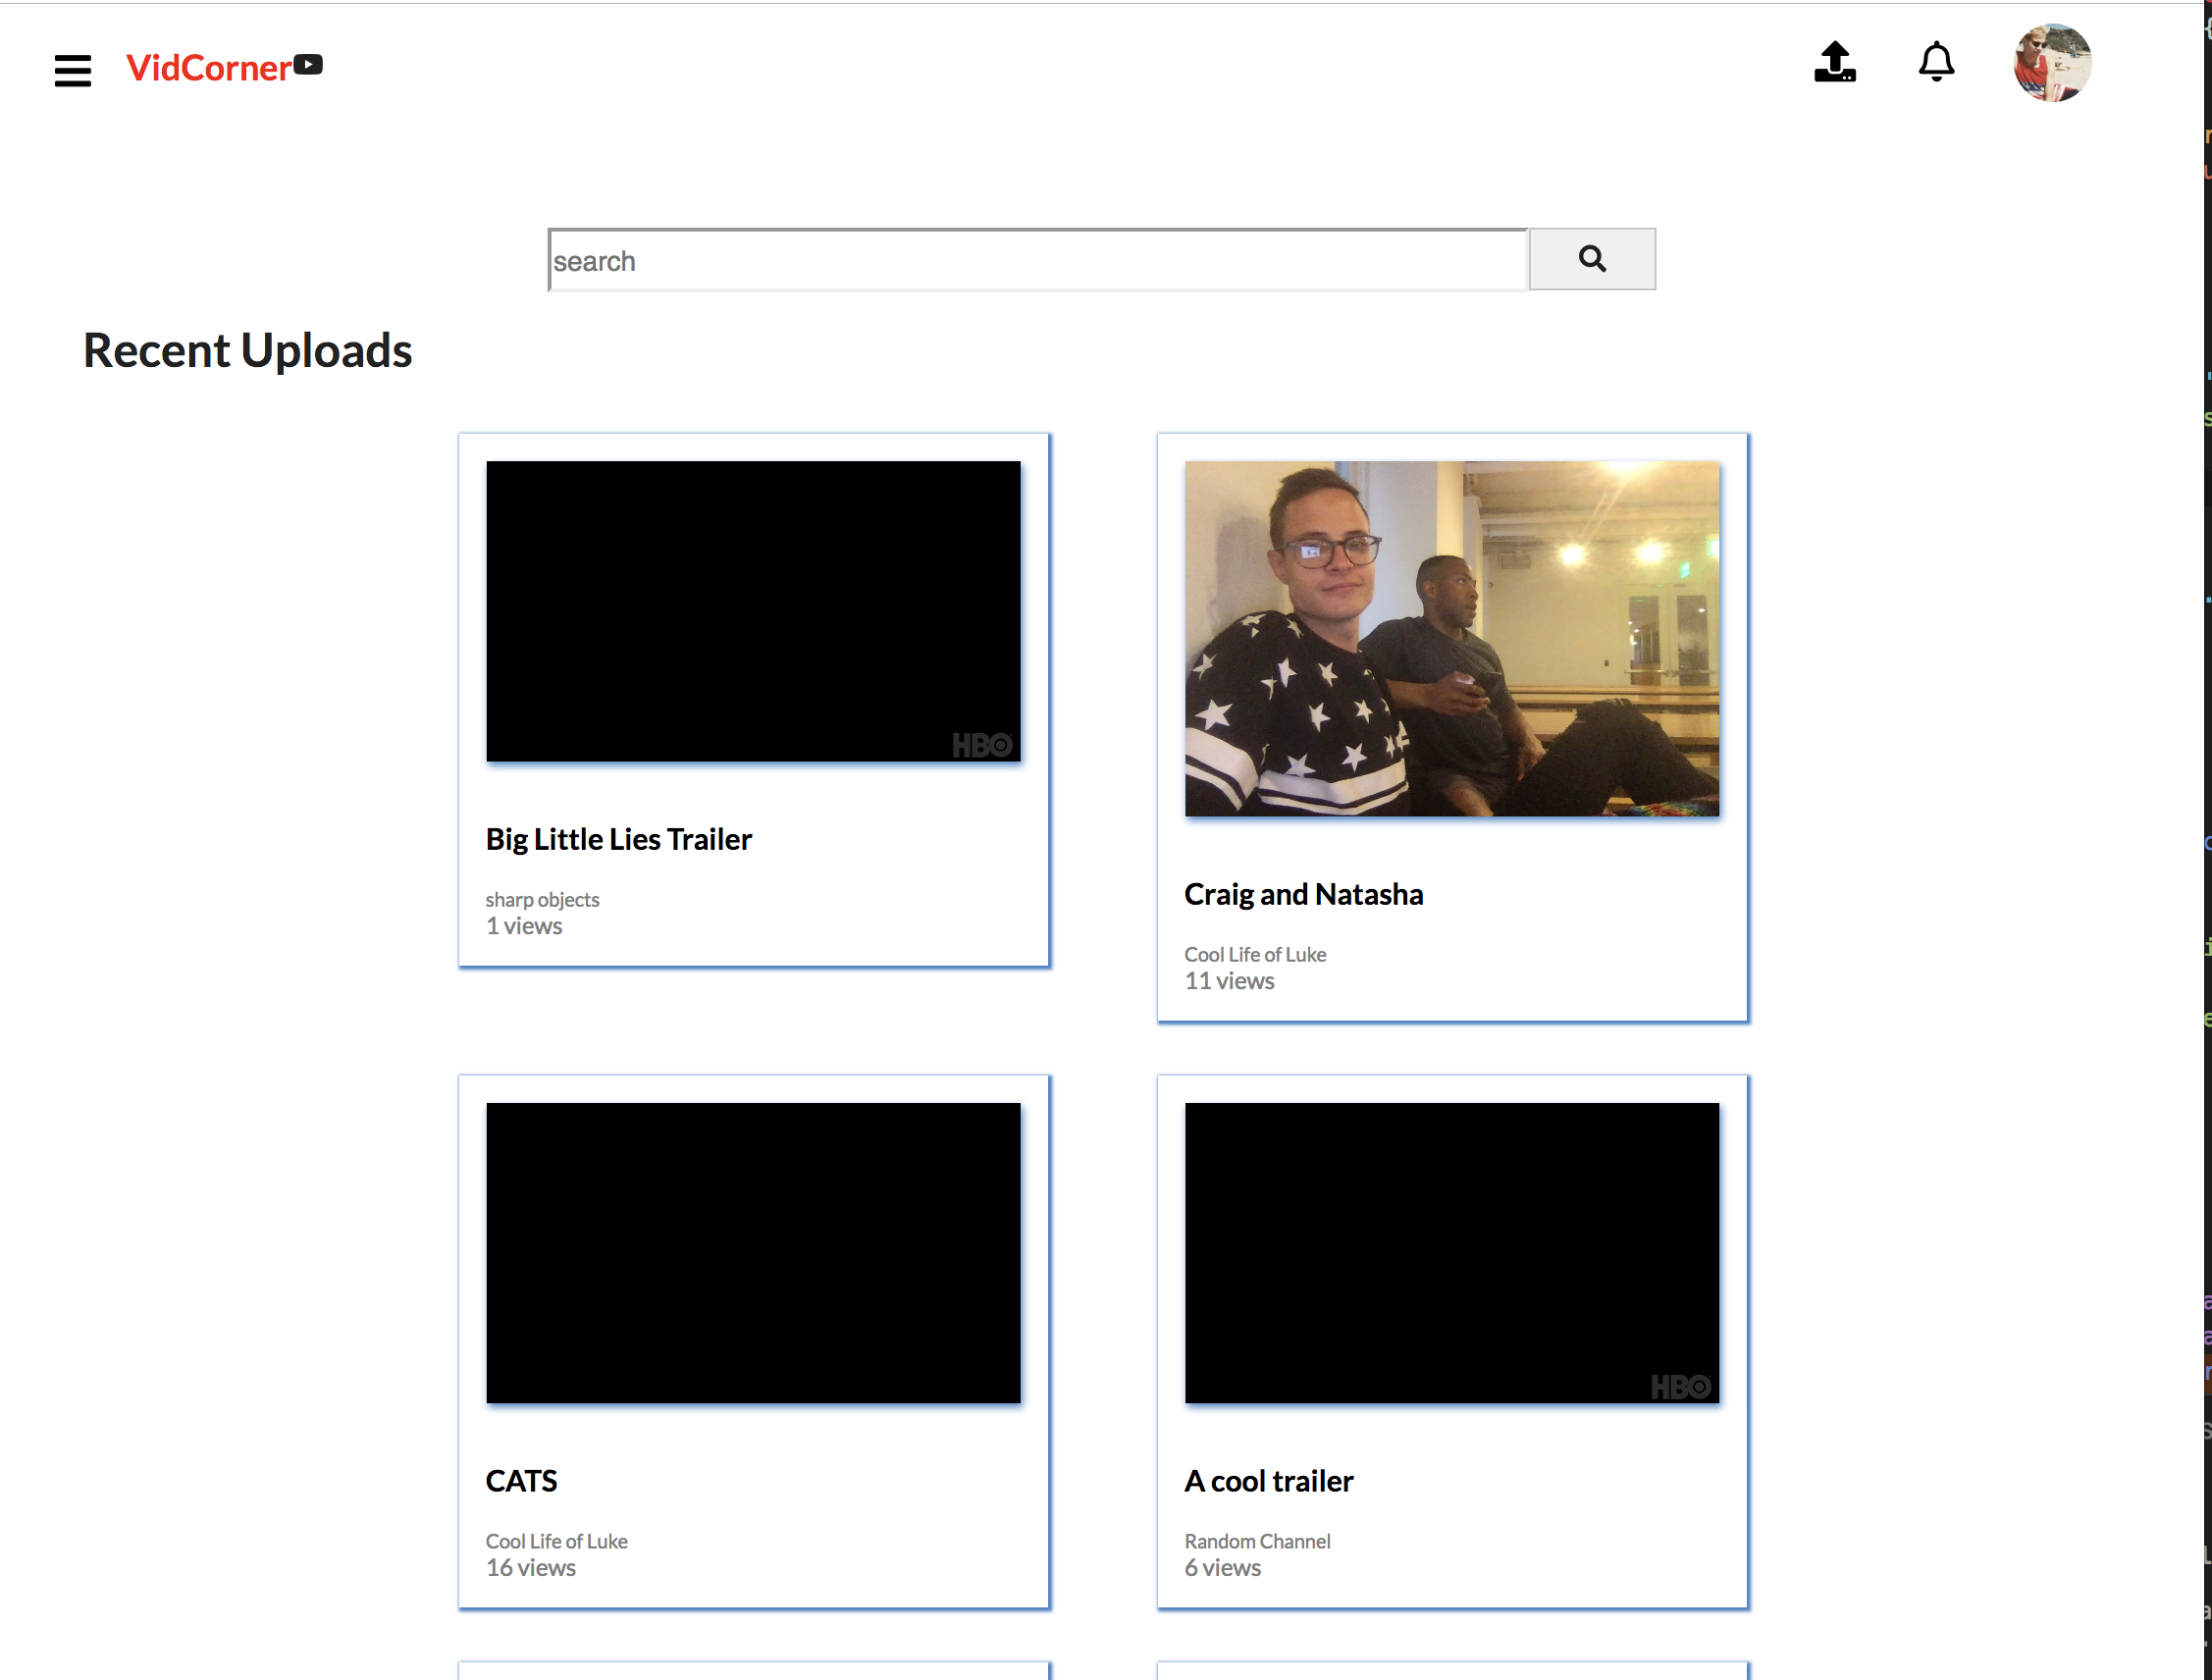 VidCorner
search
Recent Uploads
HBO
Big Little Lies Trailer
sharp objects
1 views
Craig and Natasha
Cool Life of Luke
11 views
CATS
Cool Life of Luke
16 views
HBO
A cool trailer
Random Channel
6 views